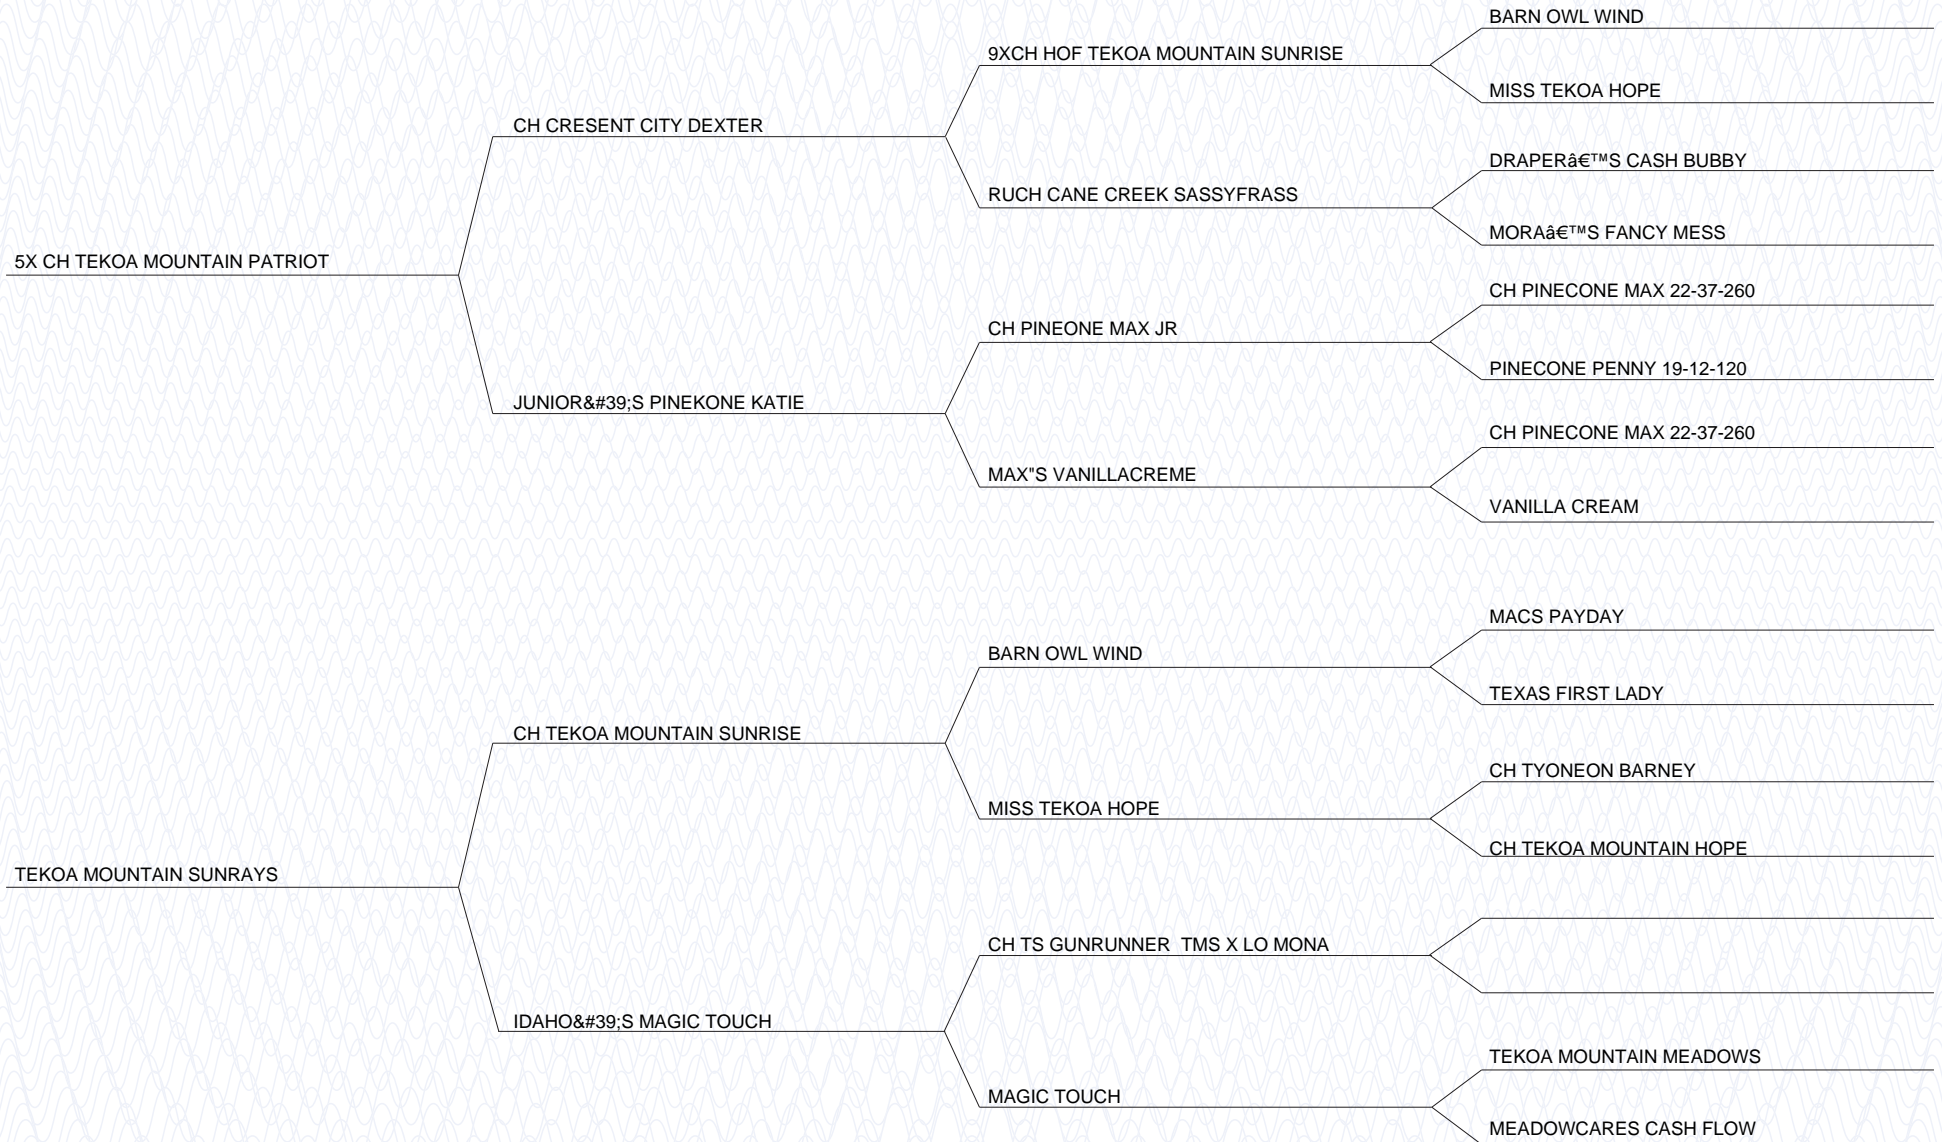 BARN OWL WIND
9XCH HOF TEKOA MOUNTAIN SUNRISE
MISS TEKOA HOPE
CH CRESENT CITY DEXTER
DRAPERâ€™S CASH BUBBY
RUCH CANE CREEK SASSYFRASS
MORAâ€™S FANCY MESS
5X CH TEKOA MOUNTAIN PATRIOT
CH PINECONE MAX 22-37-260
CH PINEONE MAX JR
PINECONE PENNY 19-12-120
JUNIOR&#39;S PINEKONE KATIE
CH PINECONE MAX 22-37-260
MAX"S VANILLACREME
VANILLA CREAM
MACS PAYDAY
BARN OWL WIND
TEXAS FIRST LADY
CH TEKOA MOUNTAIN SUNRISE
CH TYONEON BARNEY
MISS TEKOA HOPE
CH TEKOA MOUNTAIN HOPE
TEKOA MOUNTAIN SUNRAYS
CH TS GUNRUNNER  TMS X LO MONA
IDAHO&#39;S MAGIC TOUCH
TEKOA MOUNTAIN MEADOWS
MAGIC TOUCH
MEADOWCARES CASH FLOW